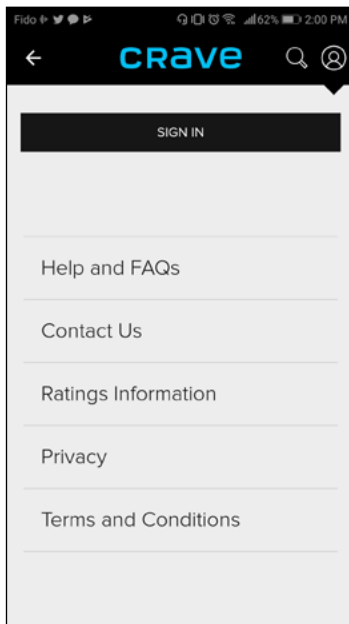 Fido 62% 2:00 PM
CRAVE
SIGN IN
Help and FAQs
Contact Us
Ratings Information
Privacy
Terms and Conditions